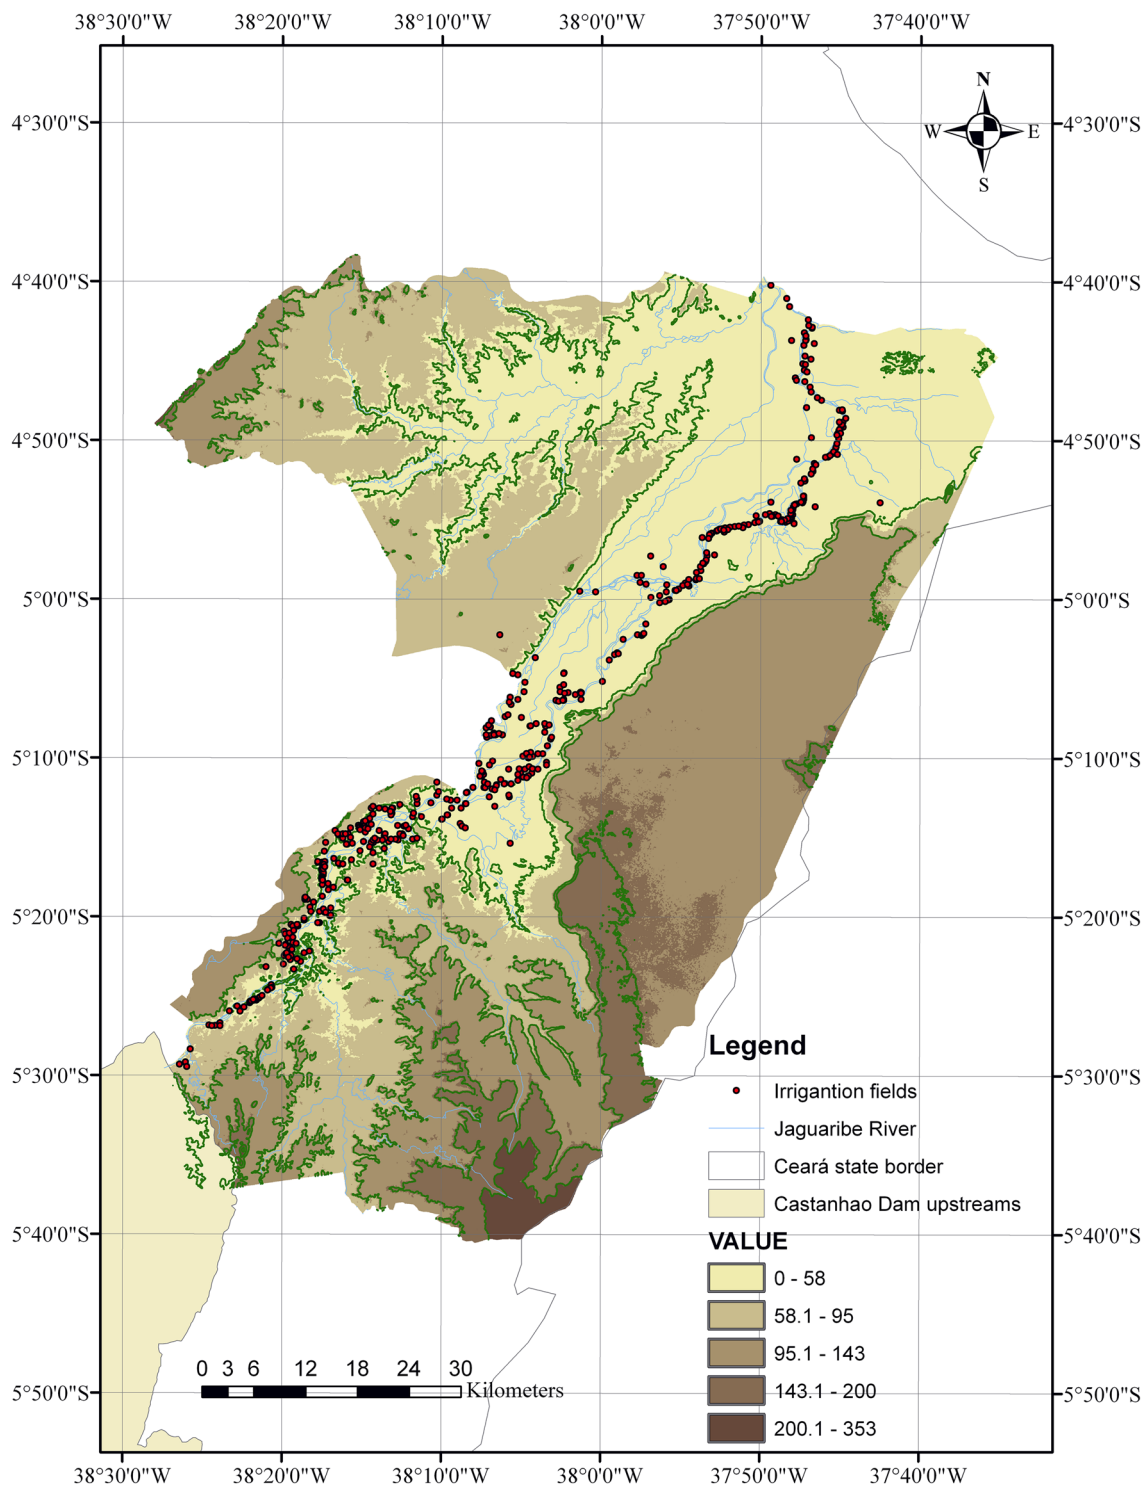 38°30'0"W 38°20'0"W 38°10'0"W 38°0'0"W 37°50'0"W 37°40'0"W
N
W E
S
4°30'0"S 4°30'0"S
4°40'0"S 4°40'0"S
4°50'0"S 4°50'0"S
5°0'0"S 5°0'0"S
5°10'0"S 5°10'0"S
5°20'0"S 5°20'0"S
5°30'0"S 5°30'0"S
5°40'0"S 5°40'0"S
5°50'0"S 5°50'0"S
Legend
Irrigantion fields
Jaguaribe River
Ceará state border
Castanhao Dam upstreams
VALUE
0 - 58
58.1 - 95
95.1 - 143
143.1 - 200
200.1 - 353
0 3 6 12 18 24 30
Kilometers
38°30'0"W 38°20'0"W 38°10'0"W 38°0'0"W 37°50'0"W 37°40'0"W